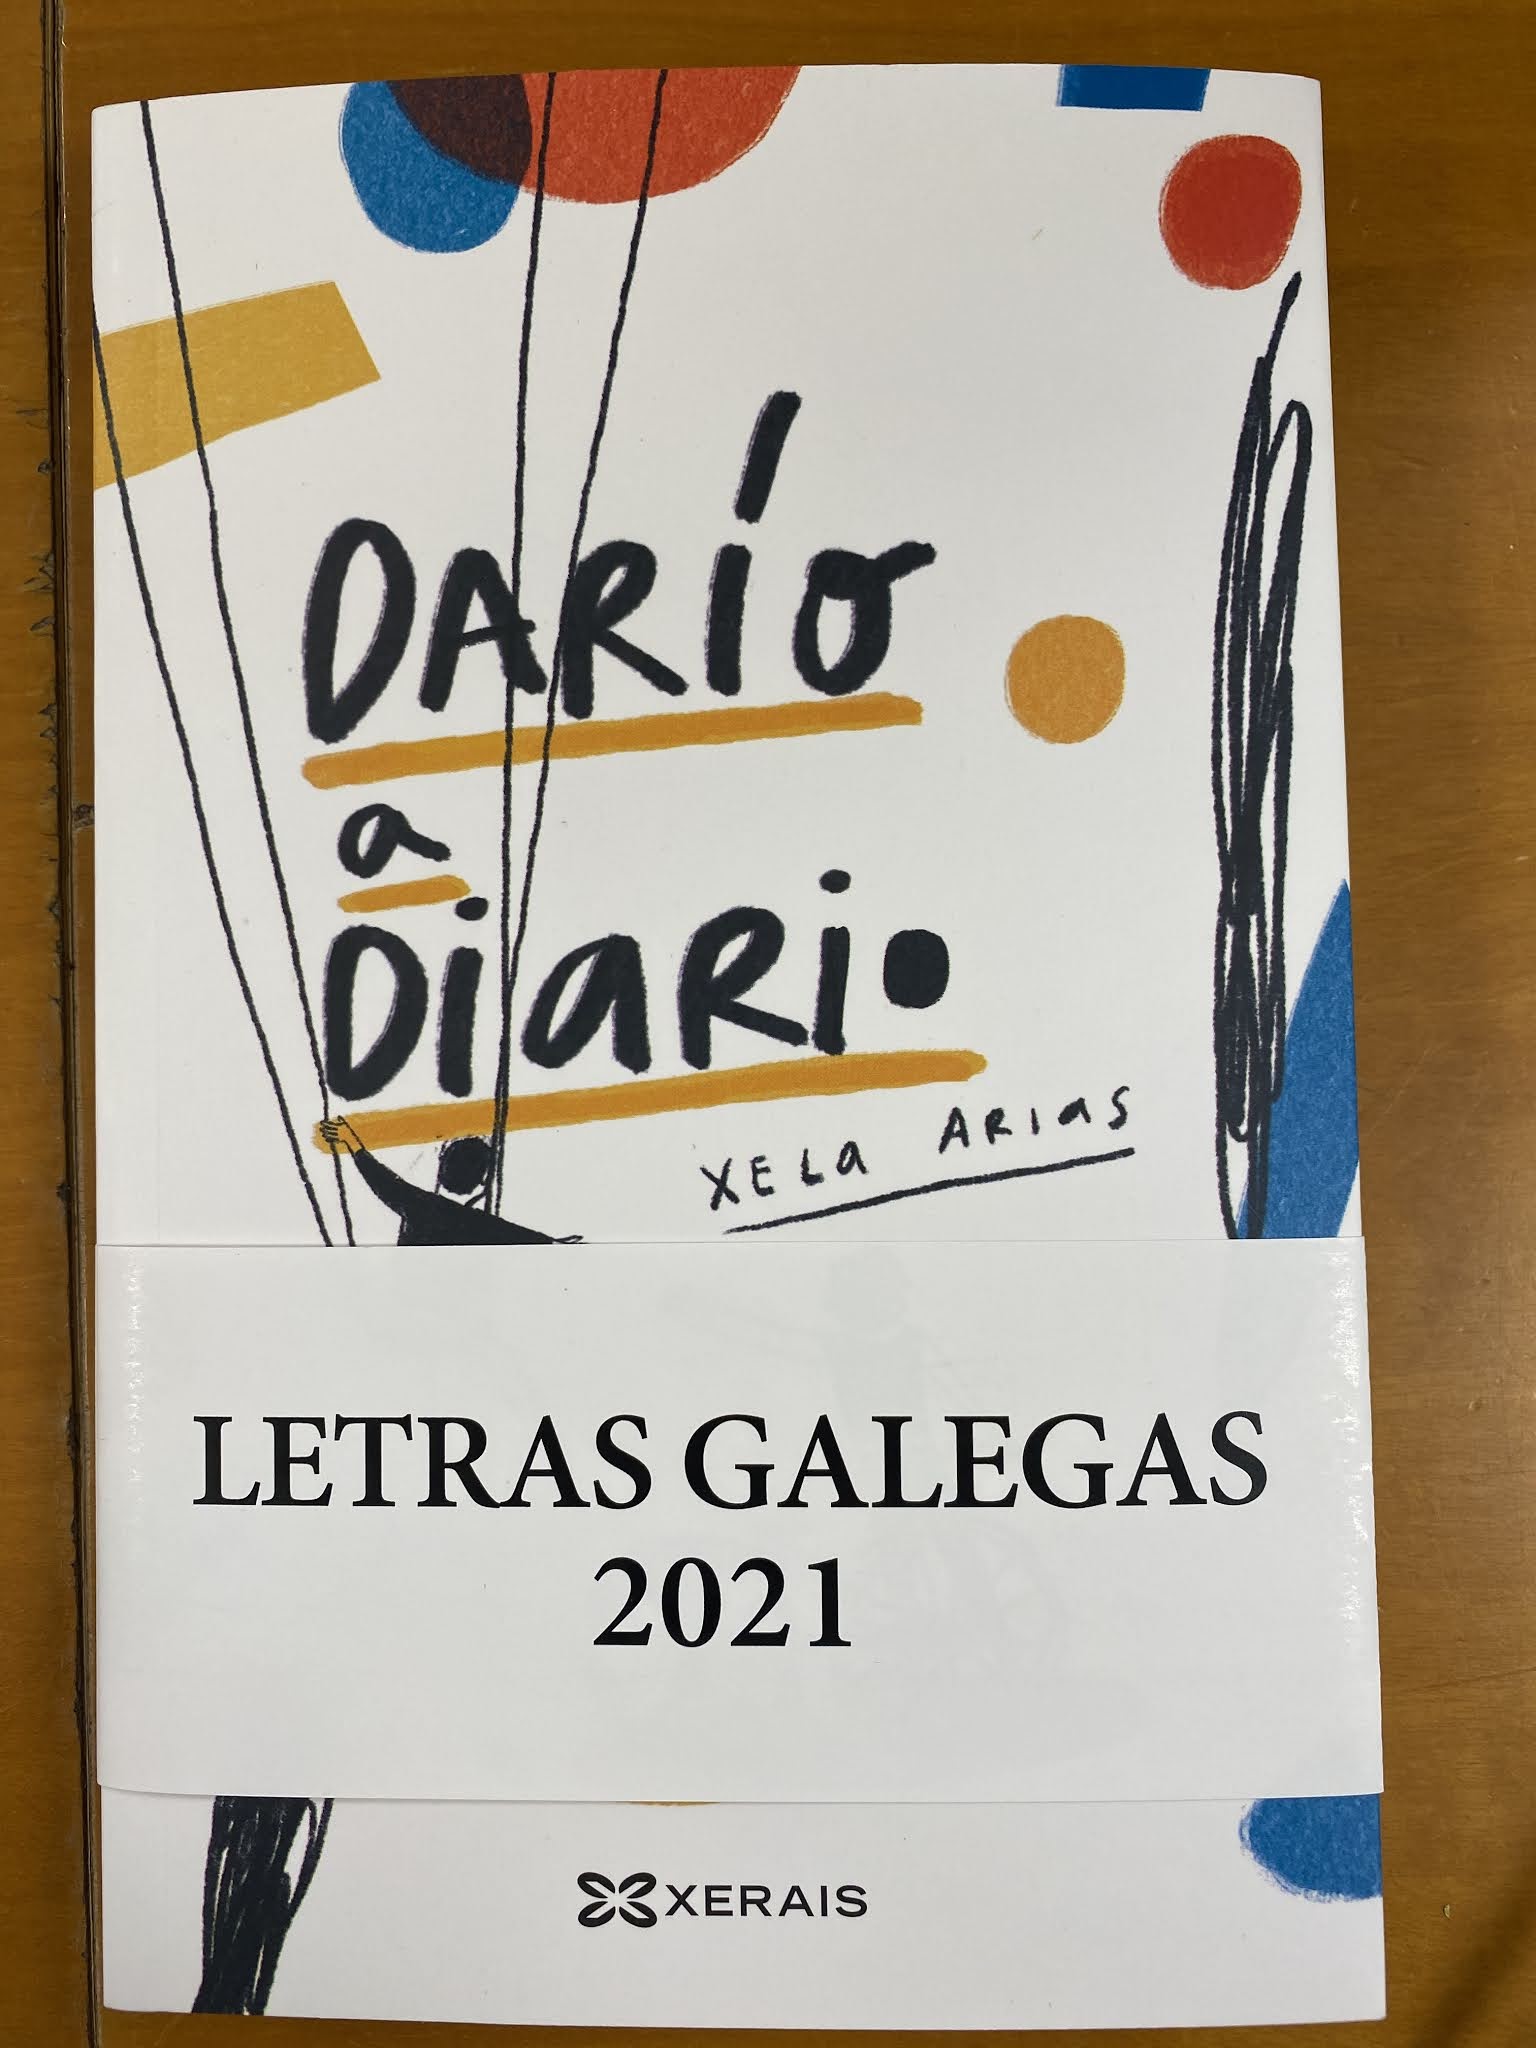 DARÍO
a
DiaRio
XELa ARIaS
LETRAS GALEGAS
2021
XERAIS